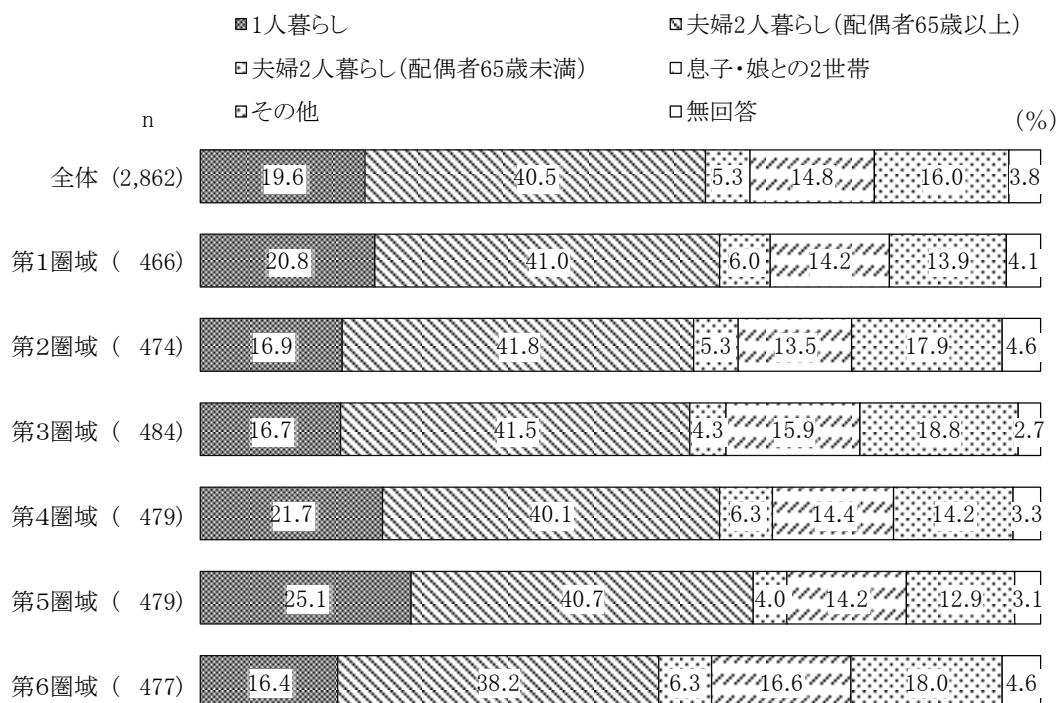 1人暮らし 夫婦2人暮らし(配偶者65歳以上)
夫婦2人暮らし(配偶者65歳未満) 息子・娘との2世帯
その他 無回答
n (%)
全体 (2,862) 19.6 40.5 5.3 14.8 16.0 3.8
第1圏域 ( 466) 20.8 41.0 6.0 14.2 13.9 4.1
第2圏域 ( 474) 16.9 41.8 5.3 13.5 17.9 4.6
第3圏域 ( 484) 16.7 41.5 4.3 15.9 18.8 2.7
第4圏域 ( 479) 21.7 40.1 6.3 14.4 14.2 3.3
第5圏域 ( 479) 25.1 40.7 4.0 14.2 12.9 3.1
第6圏域 ( 477) 16.4 38.2 6.3 16.6 18.0 4.6